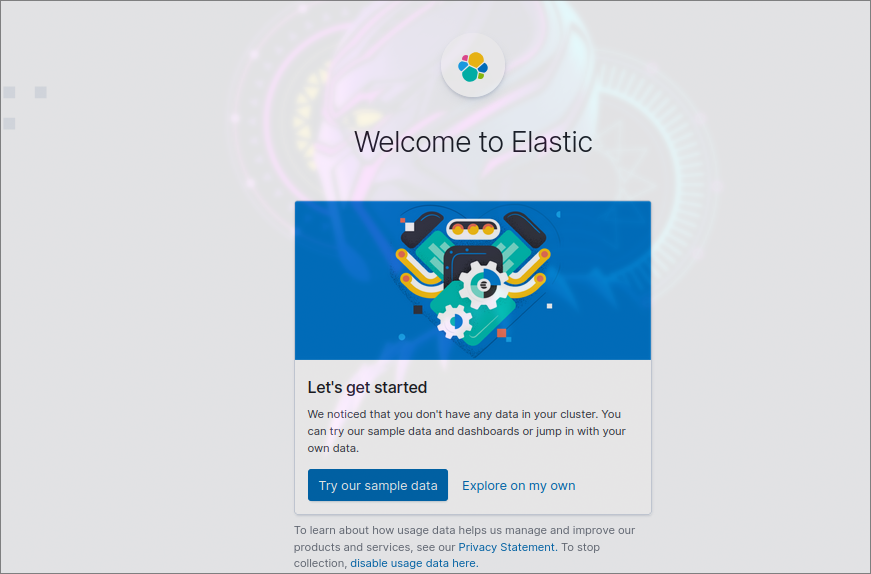 Welcome to Elastic
Let's get started
We noticed that you don't have any data in your cluster. You
can try our sample data and dashboards or jump in with your
own data.
Try our sample data Explore on my own
To learn about how usage data helps us manage and improve our
products and services, see our Privacy Statement. To stop
collection, disable usage data here.